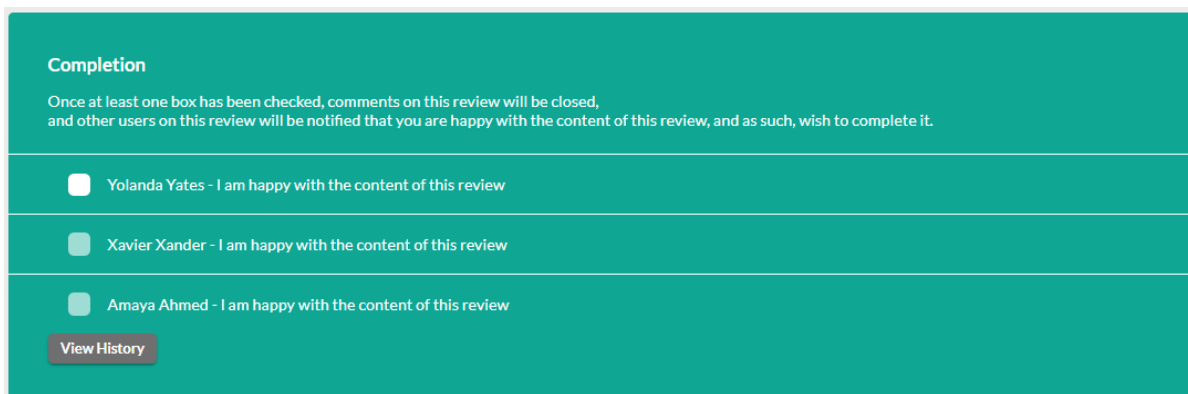 Completion
Once at least one box has been checked, comments on this review will be closed,
and other users on this review will be notified that you are happy with the content of this review, and as such, wish to complete it.
Yolanda Yates - I am happy with the content of this review
Xavier Xander - I am happy with the content of this review
Amaya Ahmed - I am happy with the content of this review
View History